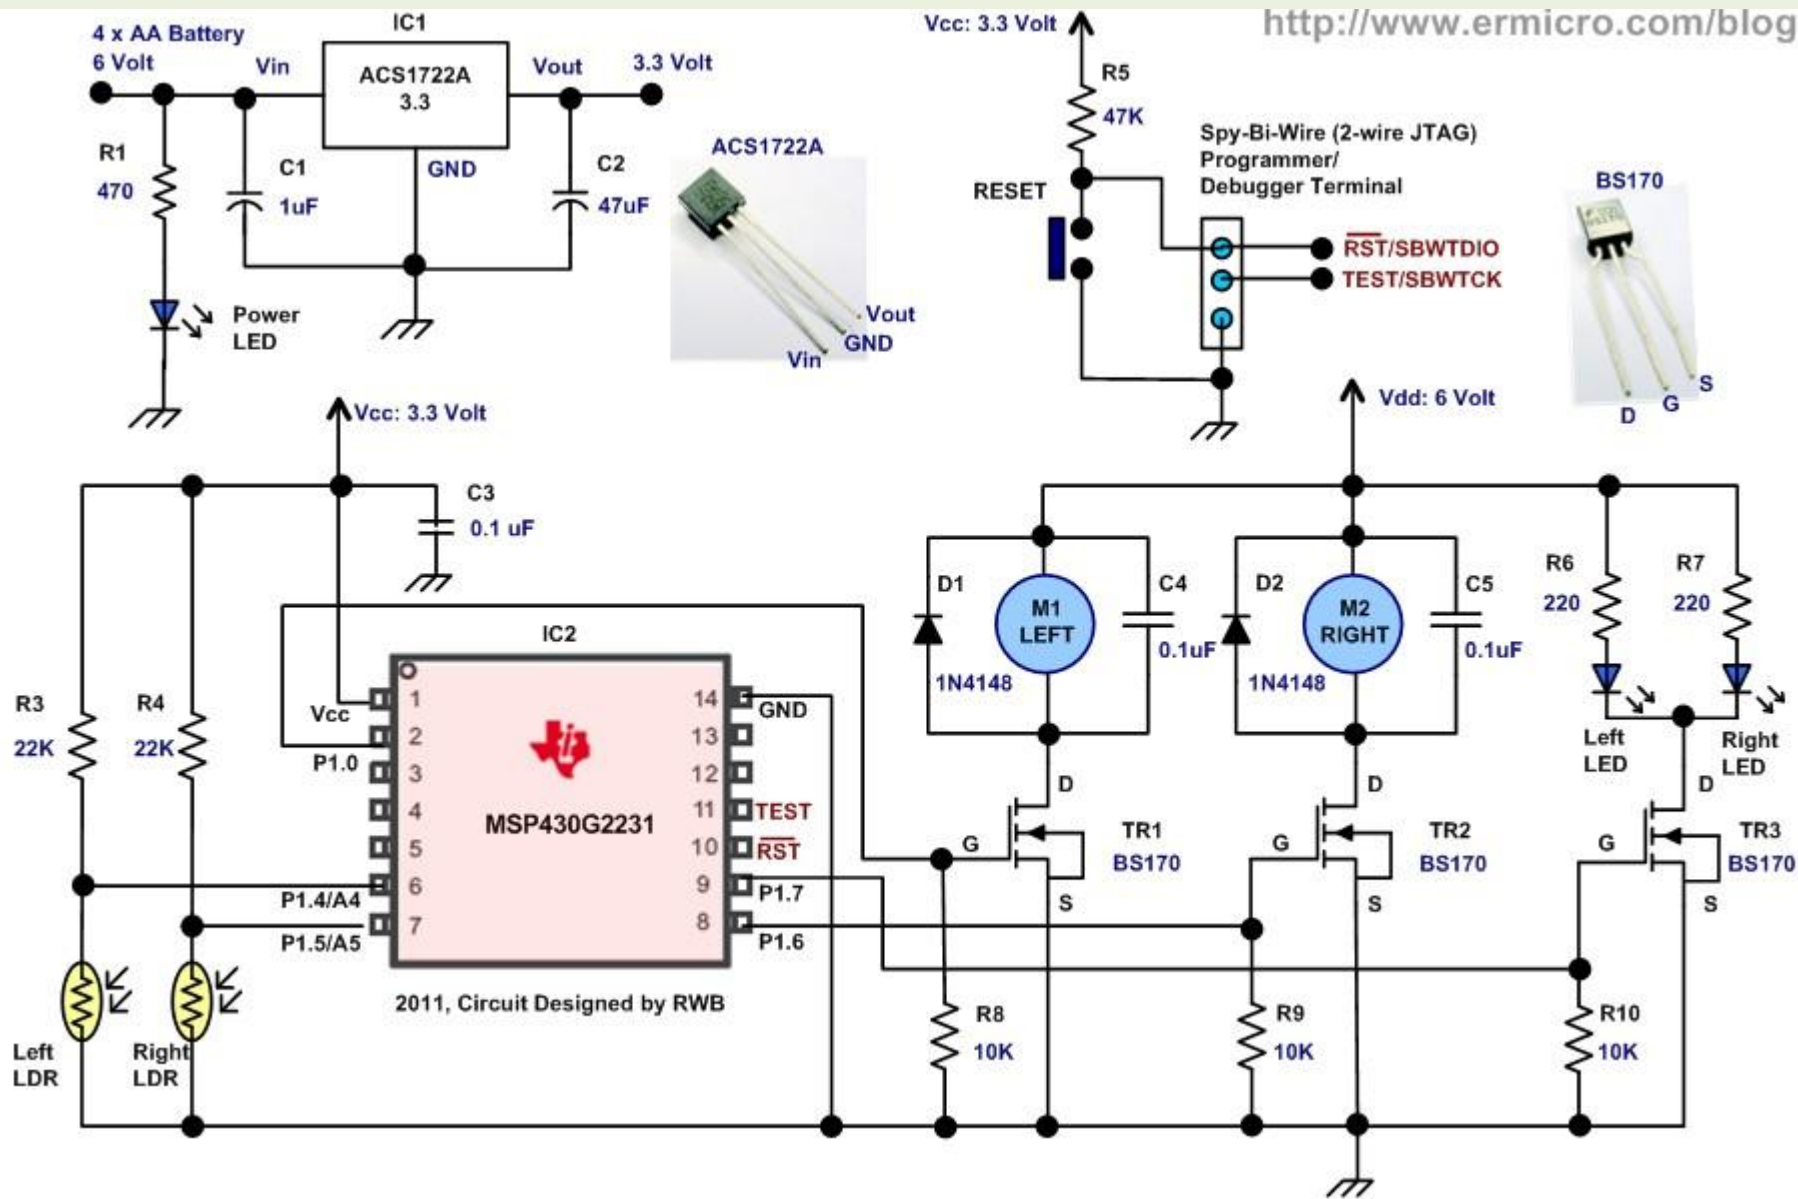 http://www.ermicro.com/blog
4 x AA Battery
6 Volt
Vin
IC1
ACS1722A
3.3
Vout
3.3 Volt
R1
470
C1
1uF
GND
C2
47uF
Power
LED
ACS1722A
Vout
GND
Vin
Vcc: 3.3 Volt
R5
47K
RESET
Spy-Bi-Wire (2-wire JTAG)
Programmer/
Debugger Terminal
RST/SBWTDIO
TEST/SBWTCK
BS170
S
G
D
Vcc: 3.3 Volt
C3
0.1 uF
R3
22K
R4
22K
IC2
Vcc
P1.0
P1.4/A4
P1.5/A5
1
2
3
4
5
6
7
MSP430G2231
14
13
12
11
10
9
8
GND
TEST
RST
P1.7
P1.6
2011, Circuit Designed by RWB
Left
LDR
Right
LDR
Vdd: 6 Volt
D1
1N4148
M1
LEFT
C4
0.1uF
D2
1N4148
M2
RIGHT
C5
0.1uF
R6
220
R7
220
Left
LED
Right
LED
D
G
S
TR1
BS170
D
G
S
TR2
BS170
D
G
S
TR3
BS170
R8
10K
R9
10K
R10
10K